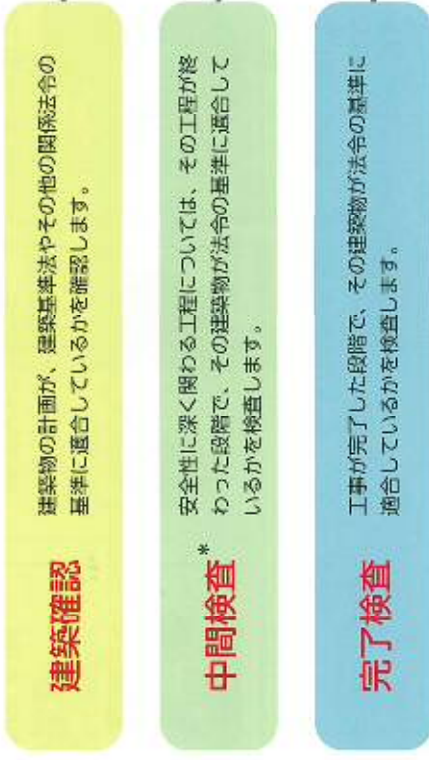 建築確認
建築物の計画が、建築基準法やその他の関係法令の
基準に適合しているかを確認します。
中間検査*
安全性に深く関わる工程については、その工程が終
わった段階で、その建築物が法令の基準に適合して
いるかを検査します。
完了検査
工事が完了した段階で、その建築物が法令の基準に
適合しているかを検査します。